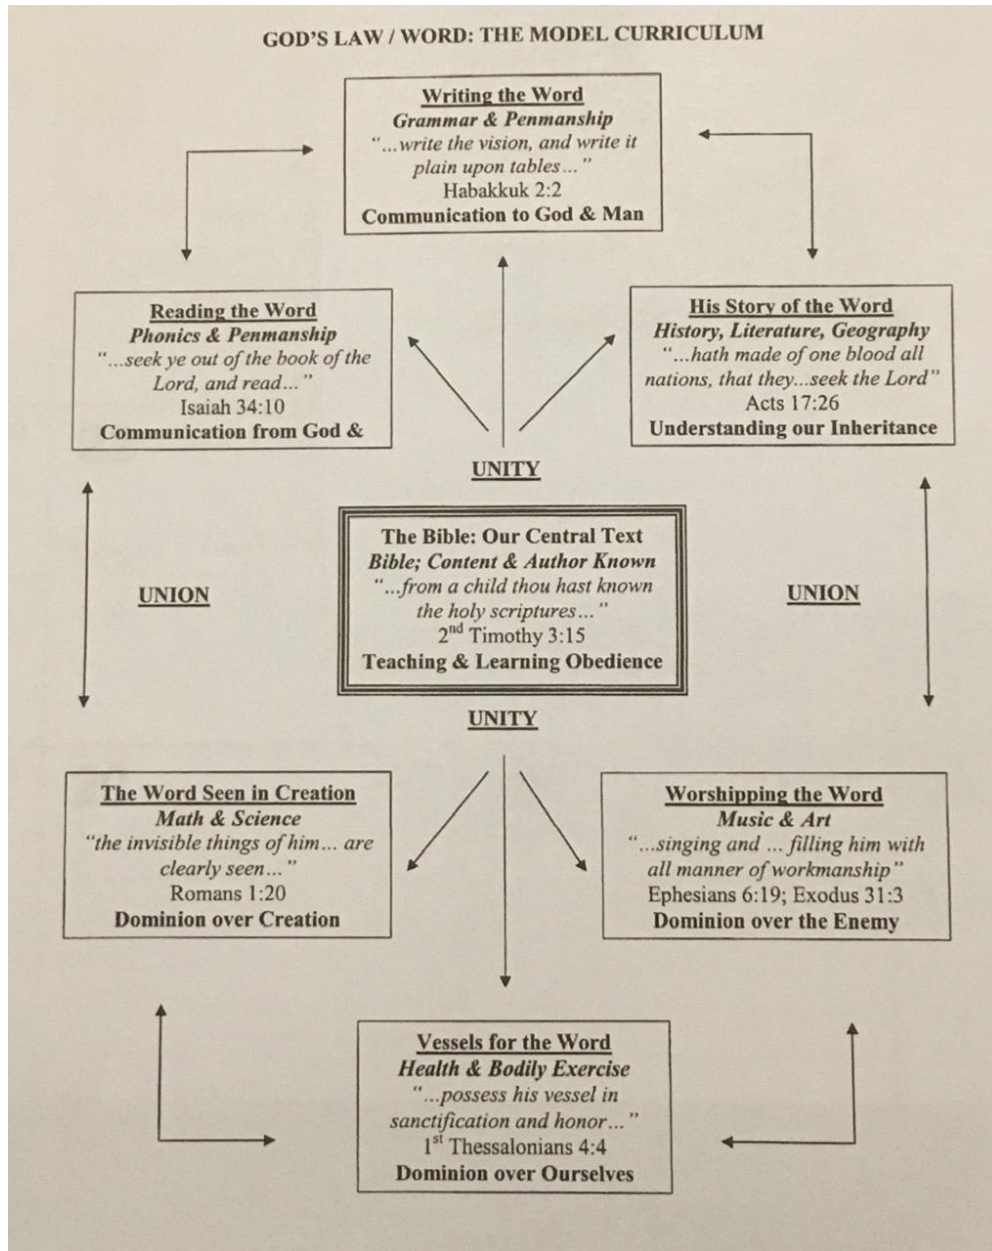 GOD'S LAW / WORD: THE MODEL CURRICULUM
Writing the Word
Grammar & Penmanship
"...write the vision, and write it
plain upon tables..."
Habakkuk 2:2
Communication to God & Man
Reading the Word
Phonics & Penmanship
"...seek ye out of the book of the
Lord, and read..."
Isaiah 34:10
Communication from God &
His Story of the Word
History, Literature, Geography
"...hath made of one blood all
nations, that they...seek the Lord"
Acts 17:26
Understanding our Inheritance
UNITY
UNION
The Bible: Our Central Text
Bible; Content & Author Known
"...from a child thou hast known
the holy scriptures..."
2nd Timothy 3:15
Teaching & Learning Obedience
UNION
UNITY
The Word Seen in Creation
Math & Science
"the invisible things of him... are
clearly seen..."
Romans 1:20
Dominion over Creation
Worshipping the Word
Music & Art
"...singing and ... filling him with
all manner of workmanship"
Ephesians 6:19; Exodus 31:3
Dominion over the Enemy
Vessels for the Word
Health & Bodily Exercise
"...possess his vessel in
sanctification and honor..."
1st Thessalonians 4:4
Dominion over Ourselves